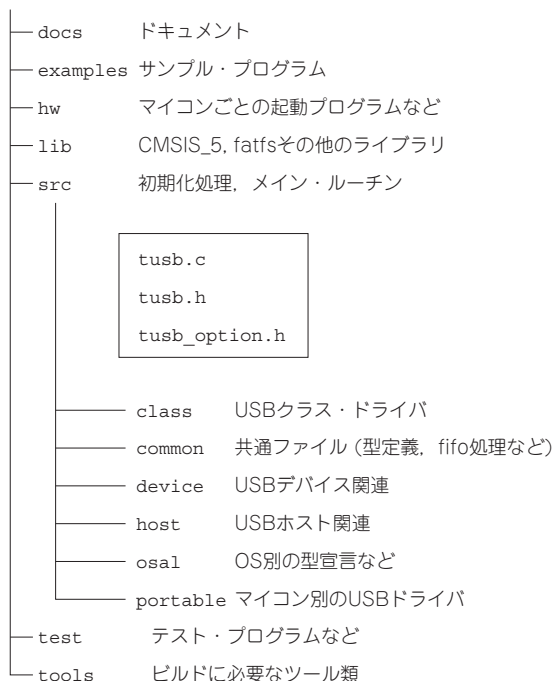 docs ドキュメント
examples サンプル・プログラム
hw マイコンごとの起動プログラムなど
lib CMSIS_5, fatfsその他のライブラリ
src 初期化処理，メイン・ルーチン
tusb.c
tusb.h
tusb_option.h
class USBクラス・ドライバ
common 共通ファイル（型定義，fifo処理など）
device USBデバイス関連
host USBホスト関連
osal OS別の型宣言など
portable マイコン別のUSBドライバ
test テスト・プログラムなど
tools ビルドに必要なツール類